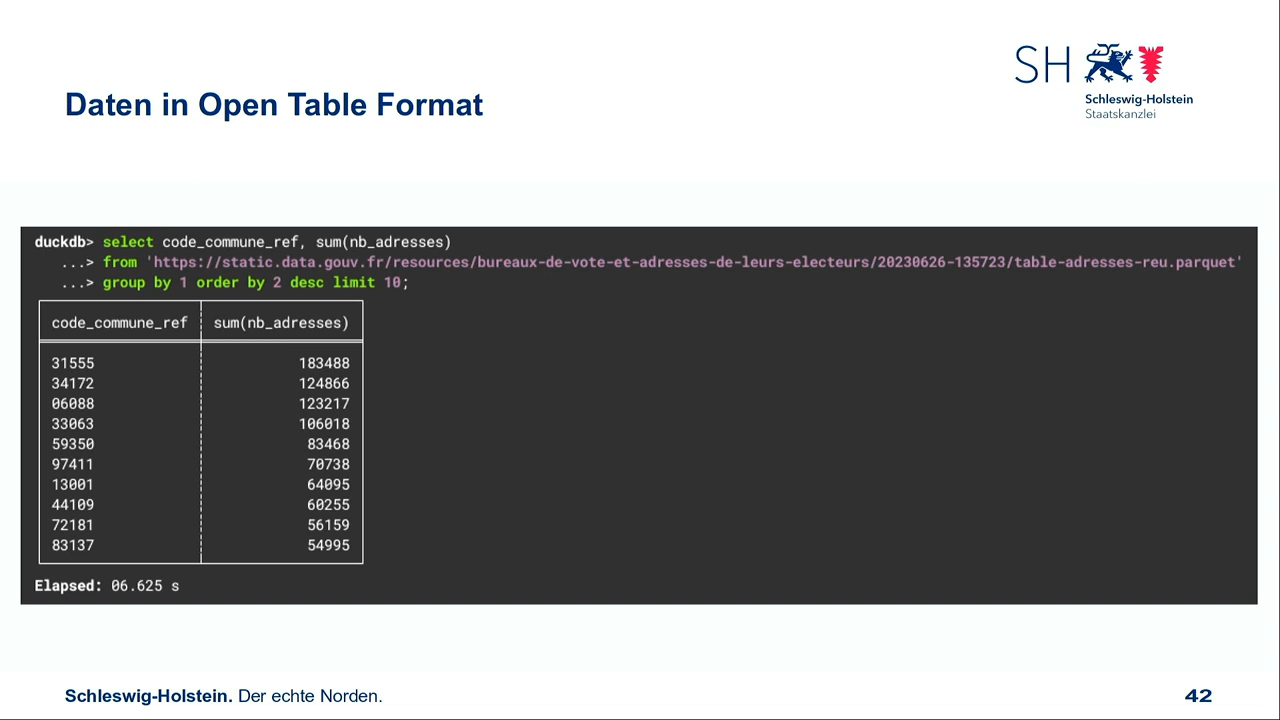 SH
Schleswig-Holstein
Staatskanzlei
Daten in Open Table Format
duckdb> select code_commune_ref, sum(nb_adresses)
...> from 'https://static.data.gouv.fr/resources/bureaux-de-vote-et-adresses-de-leurs-electeurs/20230626-135723/table-adresses-reu.parquet'
...> group by 1 order by 2 desc limit 10;
code_commune_ref sum(nb_adresses)
31555 183488
34172 124866
06088 123217
33063 106018
59350 83468
97411 70738
13001 64095
44109 60255
72181 56159
83137 54995
Elapsed: 06.625 s
Schleswig-Holstein. Der echte Norden.
42